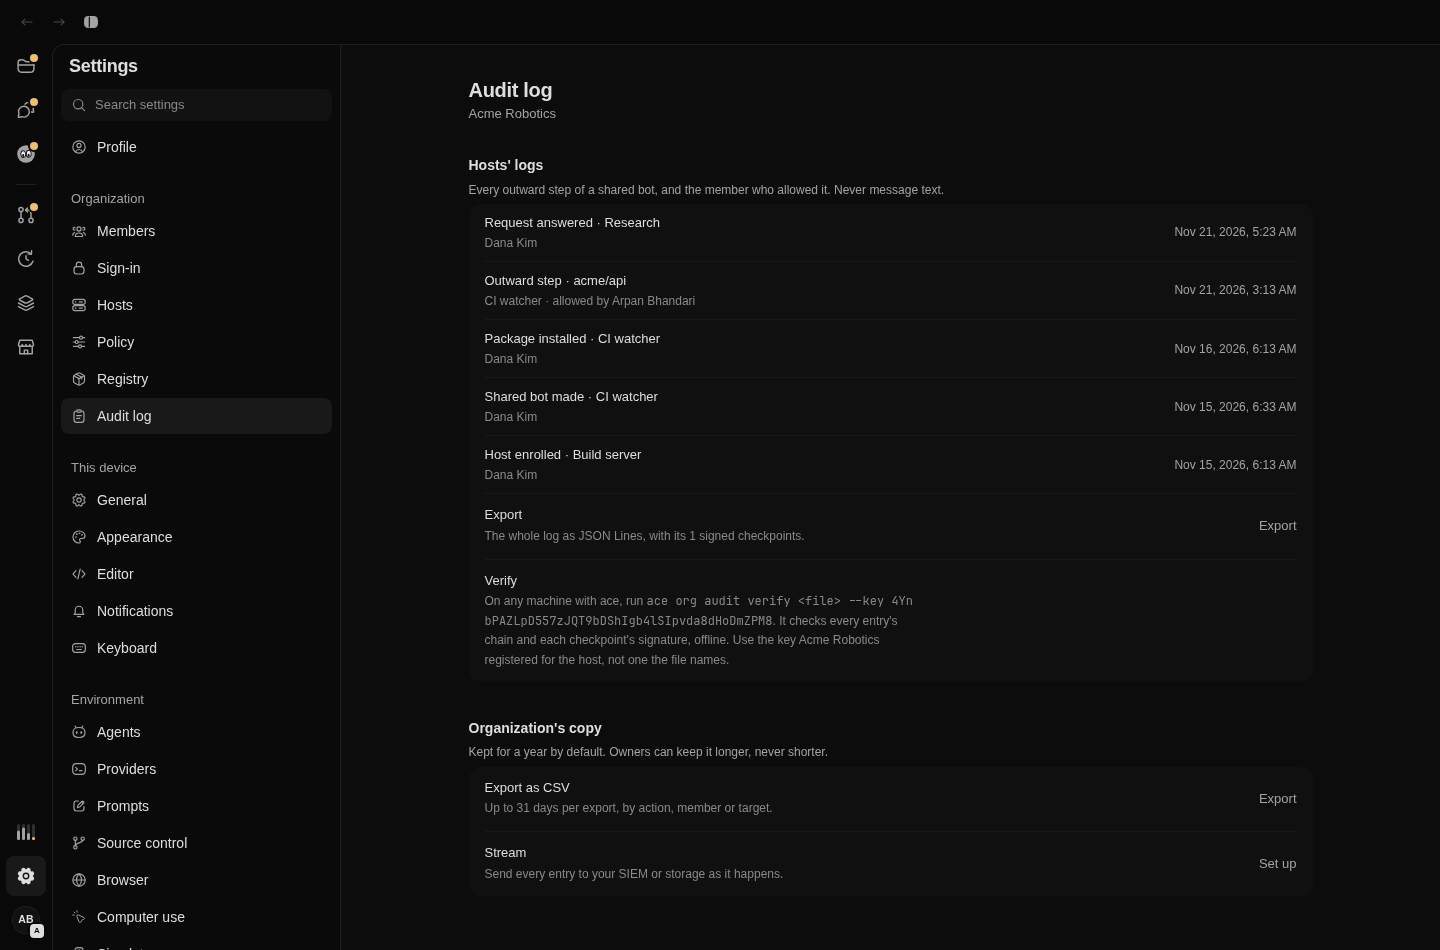 Settings
Search settings
Profile
Organization
Members
Sign-in
Hosts
Policy
Registry
Audit log
This device
General
Appearance
Editor
Notifications
Keyboard
Environment
Agents
Providers
Prompts
Source control
Browser
Computer use
AB
A
Audit log
Acme Robotics
Hosts' logs
Every outward step of a shared bot, and the member who allowed it. Never message text.
Request answered · Research
Dana Kim
Nov 21, 2026, 5:23 AM
Outward step · acme/api
CI watcher · allowed by Arpan Bhandari
Nov 21, 2026, 3:13 AM
Package installed · CI watcher
Dana Kim
Nov 16, 2026, 6:13 AM
Shared bot made · CI watcher
Dana Kim
Nov 15, 2026, 6:33 AM
Host enrolled · Build server
Dana Kim
Nov 15, 2026, 6:13 AM
Export
The whole log as JSON Lines, with its 1 signed checkpoints.
Export
Verify
On any machine with ace, run ace org audit verify <file> --key 4Yn
bPAZLpD557zJQT9bDShIgb4lSIpvda8dHoDmZPM8. It checks every entry's
chain and each checkpoint's signature, offline. Use the key Acme Robotics
registered for the host, not one the file names.
Organization's copy
Kept for a year by default. Owners can keep it longer, never shorter.
Export as CSV
Up to 31 days per export, by action, member or target.
Export
Stream
Send every entry to your SIEM or storage as it happens.
Set up